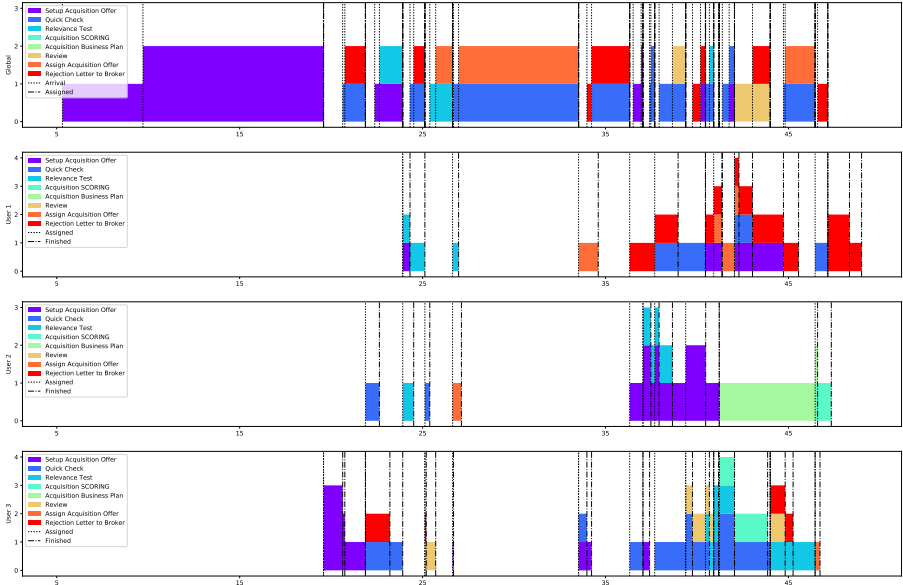 Global
3
2
1
0
Setup Acquisition Offer
Quick Check
Relevance Test
Acquisition SCORING
Acquisition Business Plan
Review
Assign Acquisition Offer
Rejection Letter to Broker
Arrival
Assigned
5 15 25 35 45
User 1
4
3
2
1
0
Setup Acquisition Offer
Quick Check
Relevance Test
Acquisition SCORING
Acquisition Business Plan
Review
Assign Acquisition Offer
Rejection Letter to Broker
Assigned
Finished
5 15 25 35 45
User 2
3
2
1
0
Setup Acquisition Offer
Quick Check
Relevance Test
Acquisition SCORING
Acquisition Business Plan
Review
Assign Acquisition Offer
Rejection Letter to Broker
Assigned
Finished
5 15 25 35 45
User 3
4
3
2
1
0
Setup Acquisition Offer
Quick Check
Relevance Test
Acquisition SCORING
Acquisition Business Plan
Review
Assign Acquisition Offer
Rejection Letter to Broker
Assigned
Finished
5 15 25 35 45